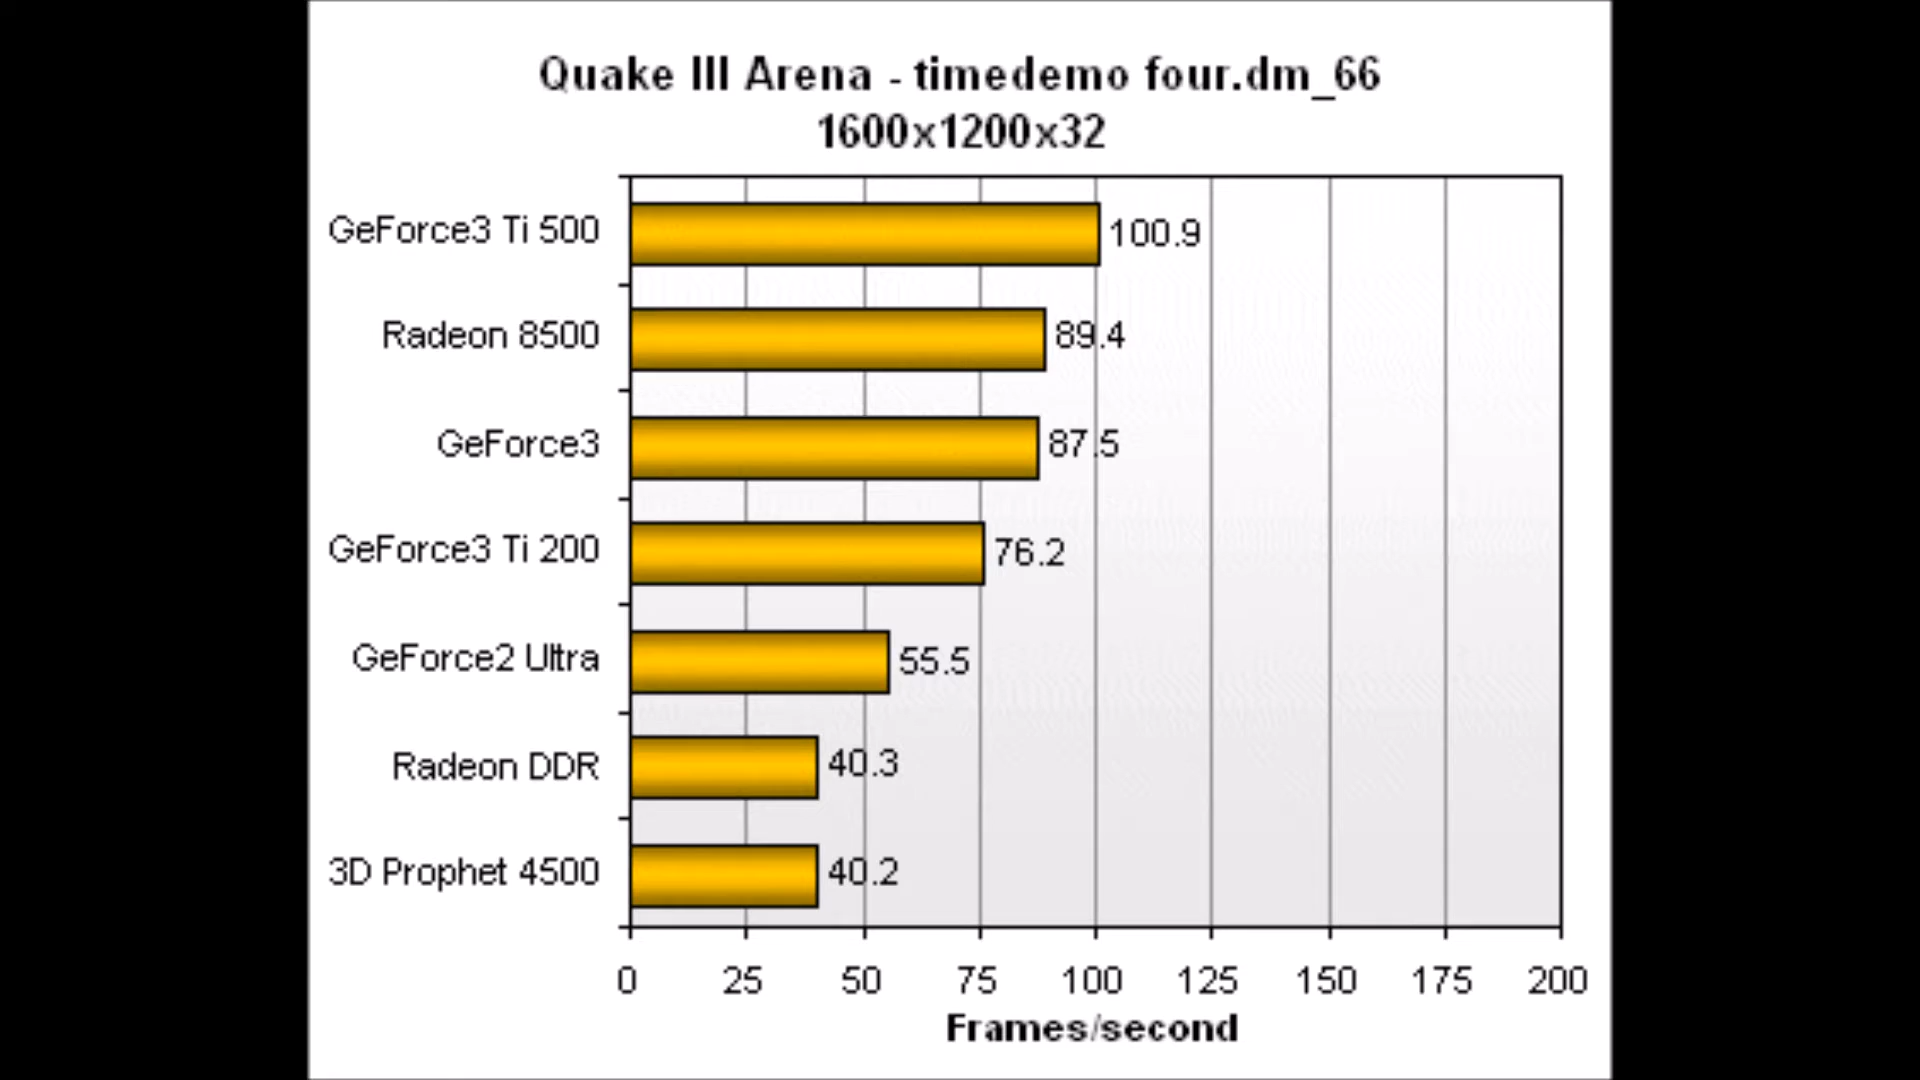 Quake III Arena - timedemo four.dm_66
1600x1200x32
GeForce3 Ti 500 100.9
Radeon 8500 89.4
GeForce3 87.5
GeForce3 Ti 200 76.2
GeForce2 Ultra 55.5
Radeon DDR 40.3
3D Prophet 4500 40.2
0 25 50 75 100 125 150 175 200
Frames/second